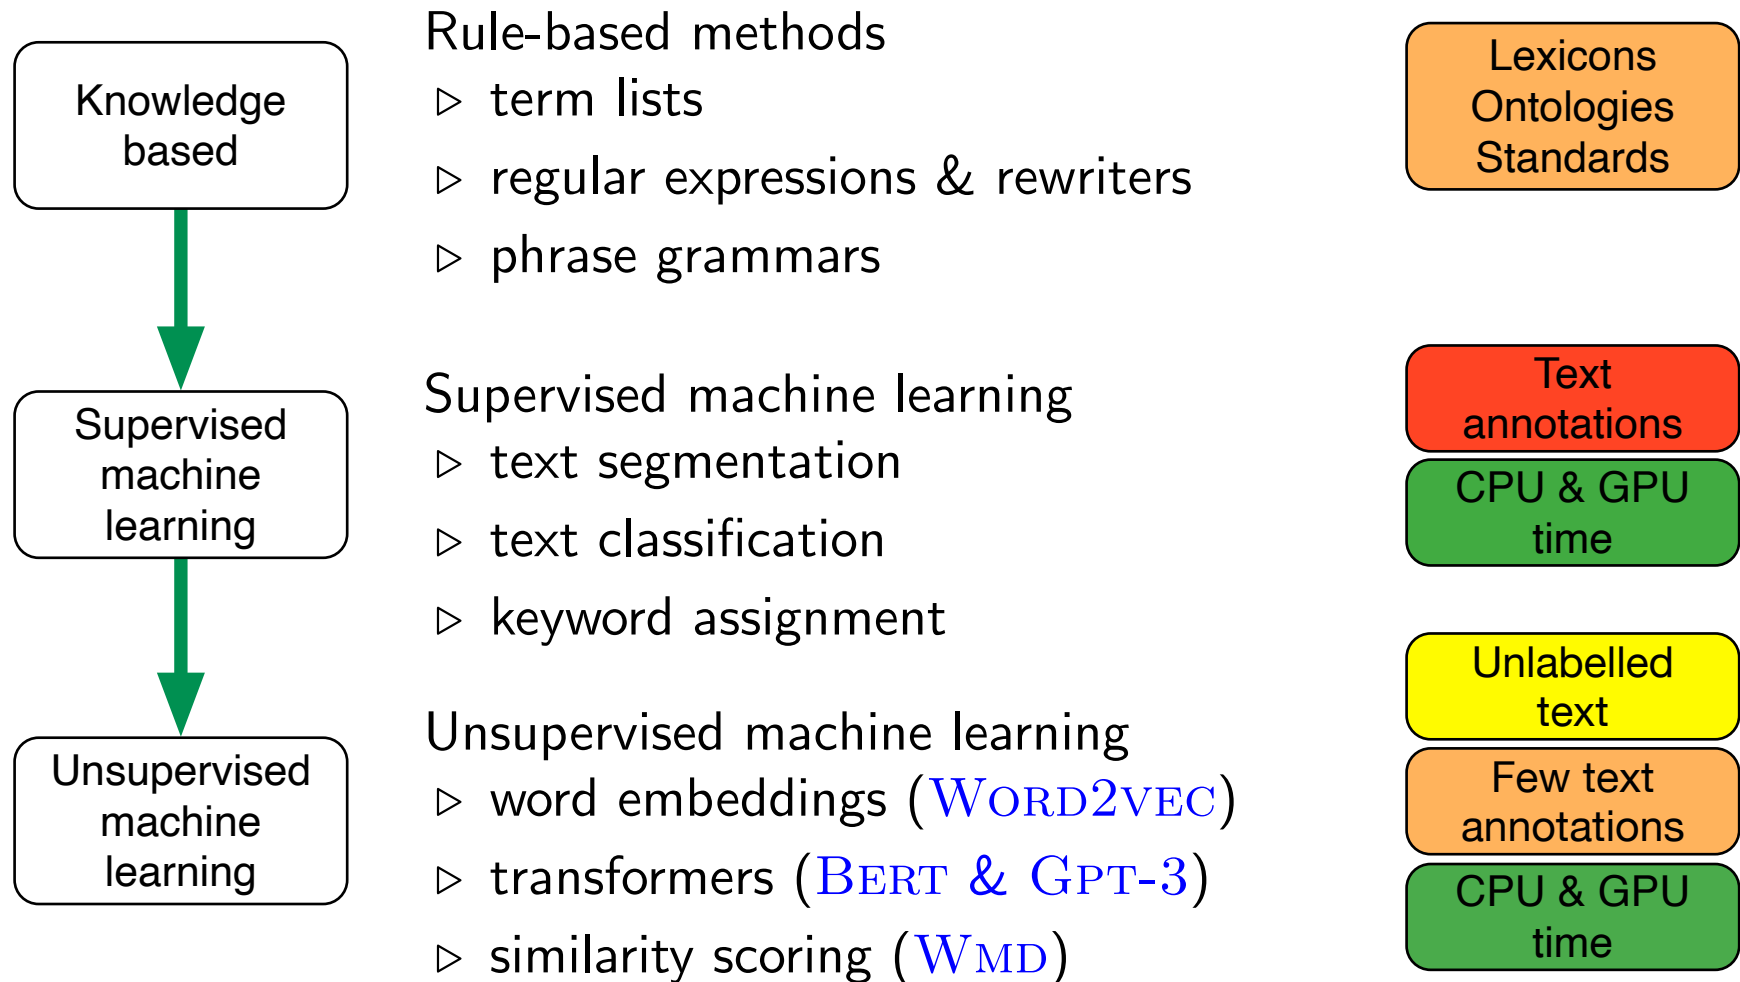 Knowledge
based
Rule-based methods
▷ term lists
▷ regular expressions & rewriters
▷ phrase grammars
Lexicons
Ontologies
Standards
Supervised
machine
learning
Supervised machine learning
▷ text segmentation
▷ text classification
▷ keyword assignment
Text
annotations
CPU & GPU
time
Unsupervised
machine
learning
Unsupervised machine learning
▷ word embeddings (WORD2VEC)
▷ transformers (BERT & GPT-3)
▷ similarity scoring (WMD)
Unlabelled
text
Few text
annotations
CPU & GPU
time